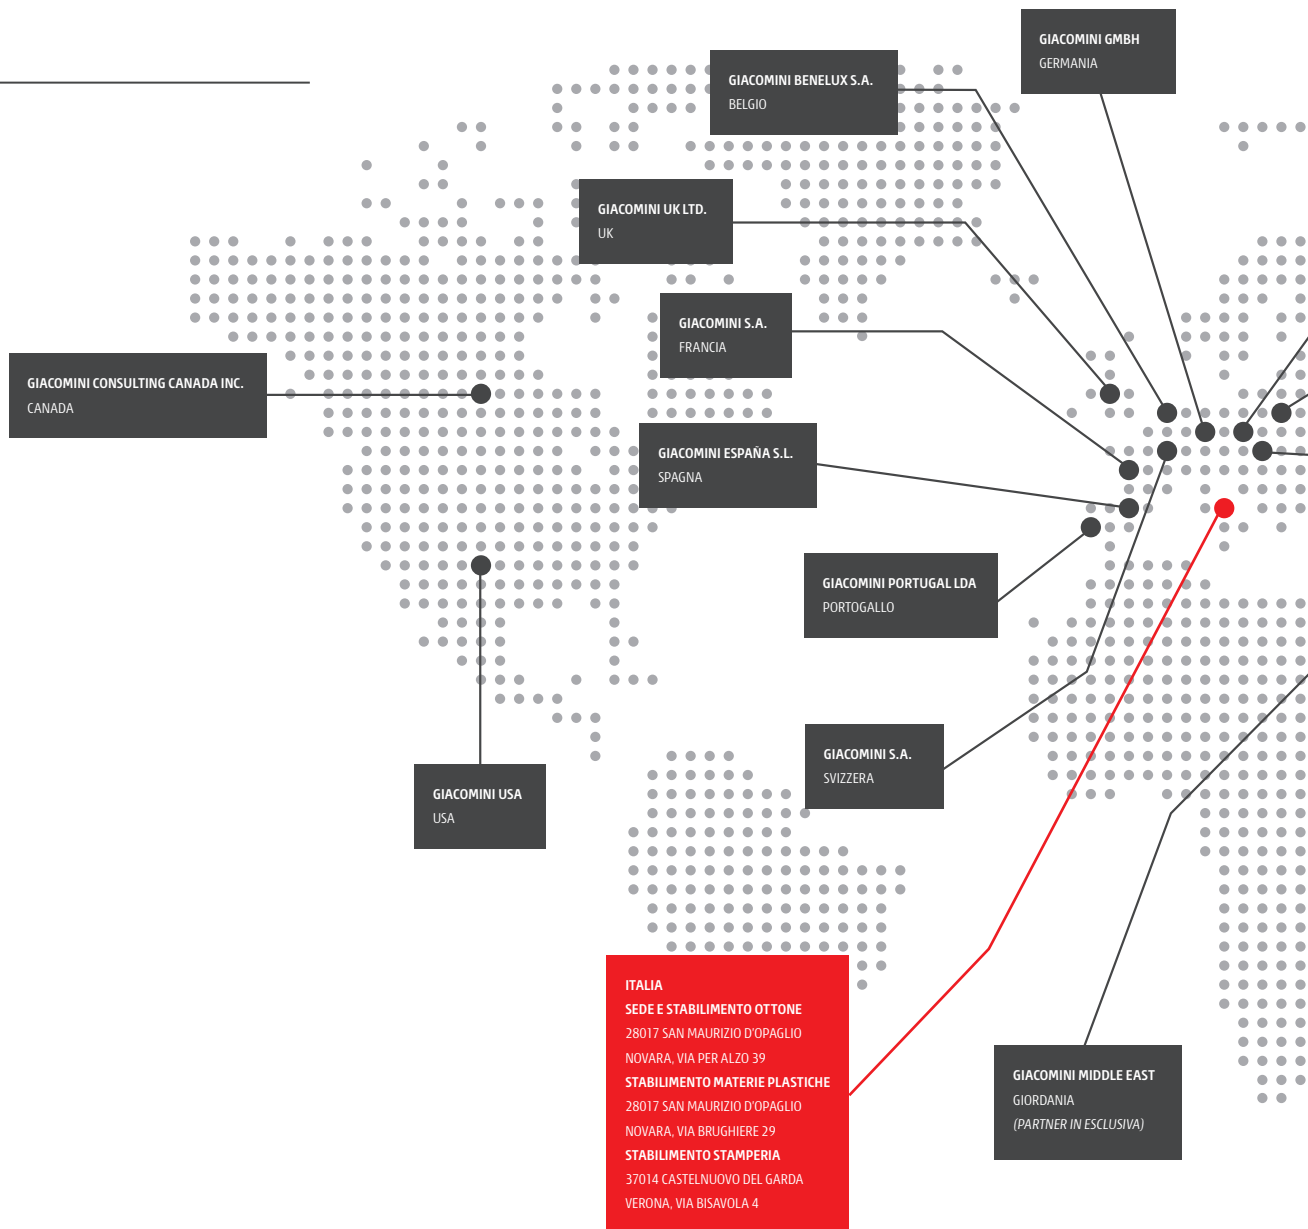 GIACOMINI GMBH
GERMANIA
GIACOMINI BENELUX S.A.
BELGIO
GIACOMINI UK LTD.
UK
GIACOMINI S.A.
FRANCIA
GIACOMINI CONSULTING CANADA INC.
CANADA
GIACOMINI ESPAÑA S.L.
SPAGNA
GIACOMINI PORTUGAL LDA
PORTOGALLO
GIACOMINI S.A.
SVIZZERA
GIACOMINI USA
USA
ITALIA
SEDE E STABILIMENTO OTTONE
28017 SAN MAURIZIO D'OPAGLIO
NOVARA, VIA PER ALZO 39
STABILIMENTO MATERIE PLASTICHE
28017 SAN MAURIZIO D'OPAGLIO
NOVARA, VIA BRUGHIERE 29
STABILIMENTO STAMPERIA
37014 CASTELNUOVO DEL GARDA
VERONA, VIA BISAVOLA 4
GIACOMINI MIDDLE EAST
GIORDANIA
(PARTNER IN ESCLUSIVA)